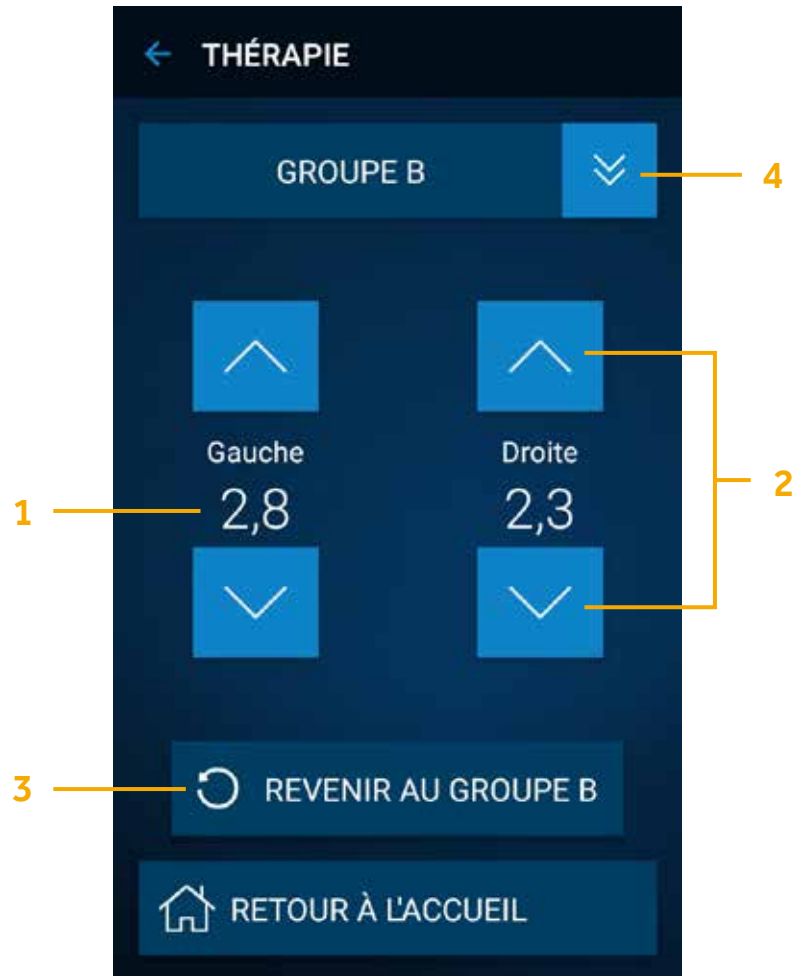 THÉRAPIE
GROUPE B
4
Gauche
Droite
1
2,8
2,3
2
3
REVENIR AU GROUPE B
RETOUR À L'ACCUEIL